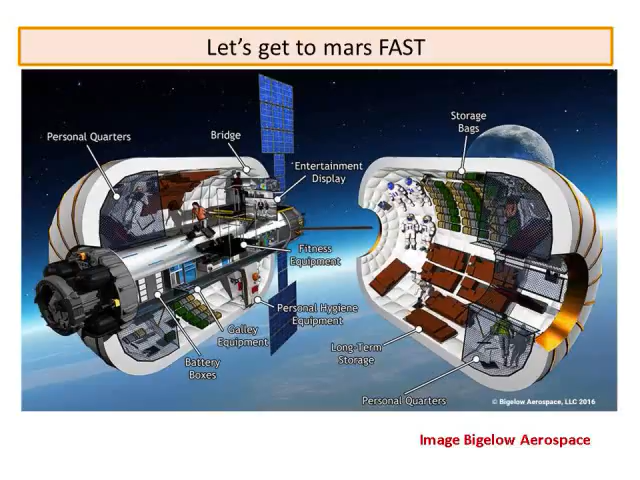 Let's get to mars FAST
Storage
Bags
Personal Quarters
Bridge
Entertainment
Display
Fitness
Equipment
Personal Hygiene
Equipment
Galley
Equipment
Long-Term
Storage
Battery
Boxes
Personal Quarters
© Bigelow Aerospace, LLC 2016
Image Bigelow Aerospace